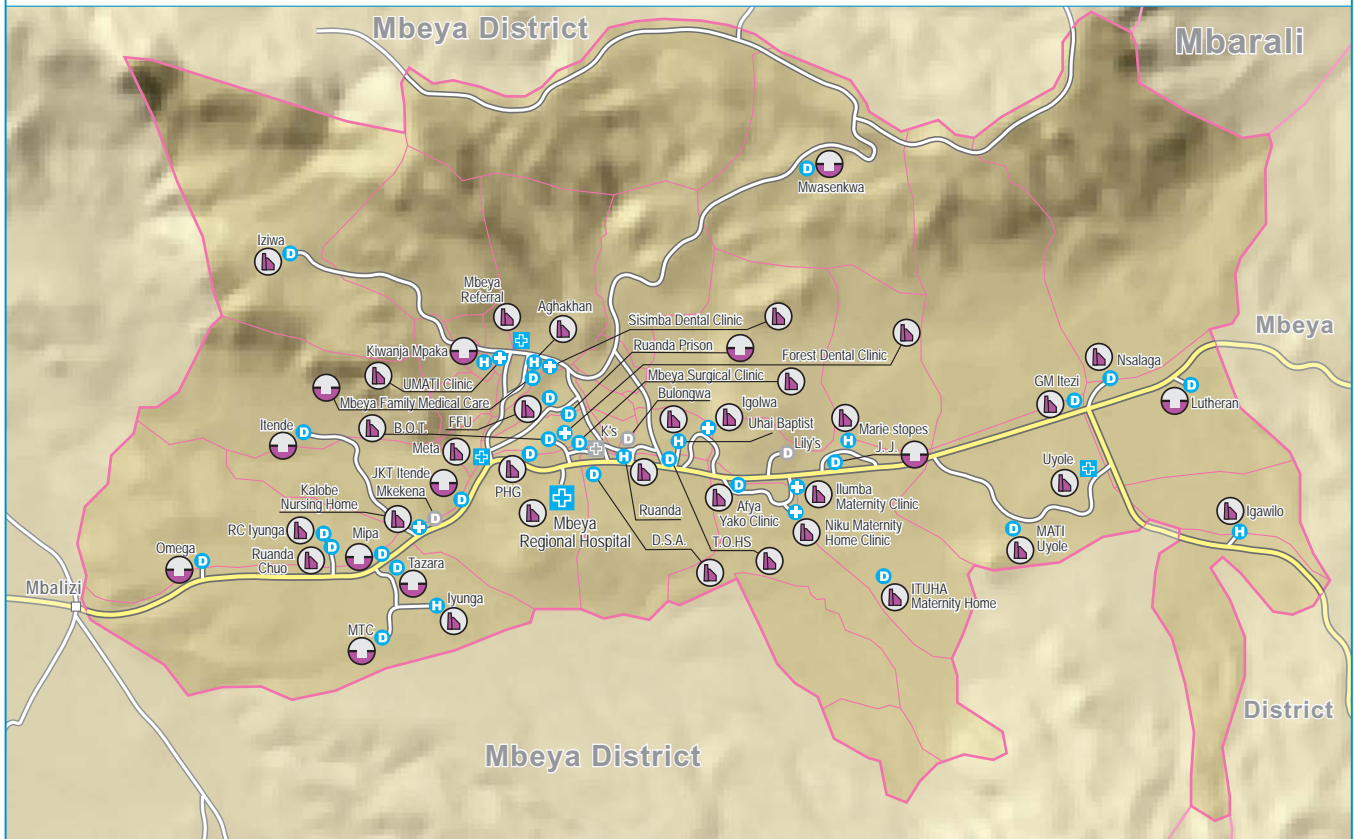 Mbeya District
Mbarali
Mwasenkwa
Iziwa
Mbeya
Referral
Aghakhan
Sisimba Dental Clinic
Mbeya
Kiwanja Mpaka
Ruanda Prison
Forest Dental Clinic
Nsalaga
UMATI Clinic
Mbeya Surgical Clinic
GM Itezi
Mbeya Family Medical Care
Bulongwa
Igolwa
Lutheran
B.O.T.
FFU
K's
Uhai Baptist
Marie stopes
Itende
Meta
Lily's
J. J.
Uyole
JKT Itende
Mkekena
PHG
Kalobe
Nursing Home
Ruanda
Afya
Yako Clinic
Ilumba
Maternity Clinic
Igawilo
RC Iyunga
Mbeya
Regional Hospital
Niku Maternity
Home Clinic
MATI
Uyole
Omega
Ruanda
Chuo
Mipa
D.S.A.
T.O.HS
Tazara
Mbalizi
Iyunga
ITUHA
Maternity Home
MTC
District
Mbeya District
D
H
D
H
D
D
D
D
D
D
D
D
D
D
H
D
H
H
D
D
D
D
D
D
D
D
D
D
D
D
D
H
D
H
D